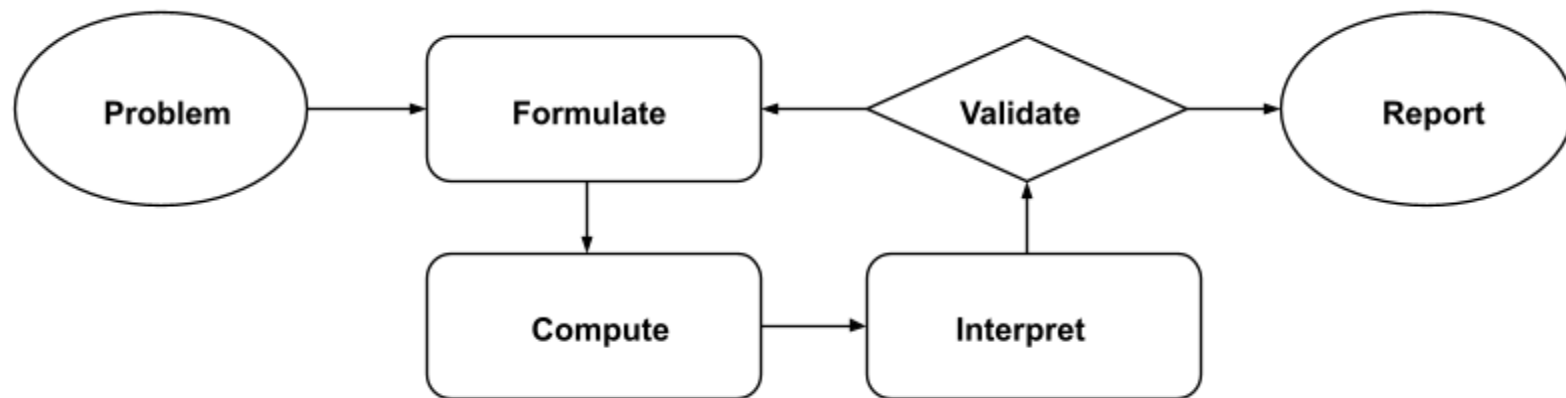 Problem
Formulate
Validate
Report
Compute
Interpret